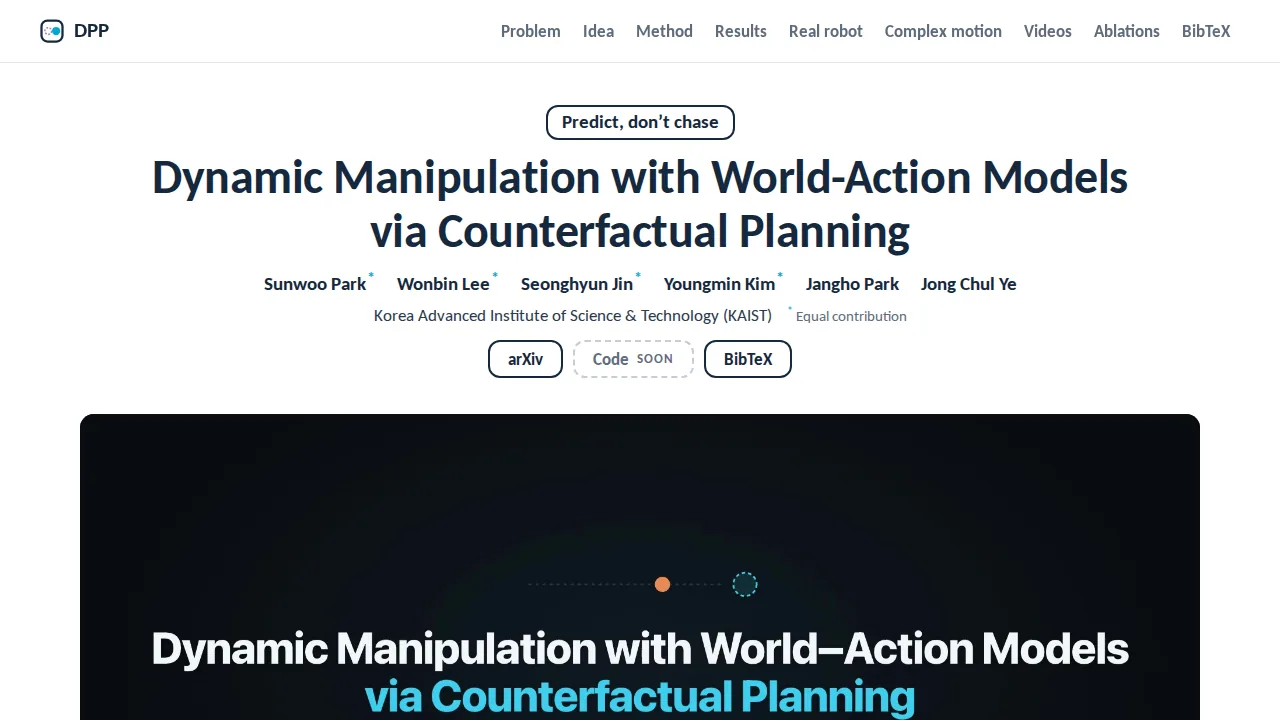 DPP
Problem Idea Method Results Real robot Complex motion Videos Ablations BibTeX
Predict, don’t chase
Dynamic Manipulation with World-Action Models
via Counterfactual Planning
Sunwoo Park* Wonbin Lee* Seonghyun Jin* Youngmin Kim* Jangho Park Jong Chul Ye
Korea Advanced Institute of Science & Technology (KAIST) * Equal contribution
arXiv Code SOON BibTeX
Dynamic Manipulation with World–Action Models
via Counterfactual Planning